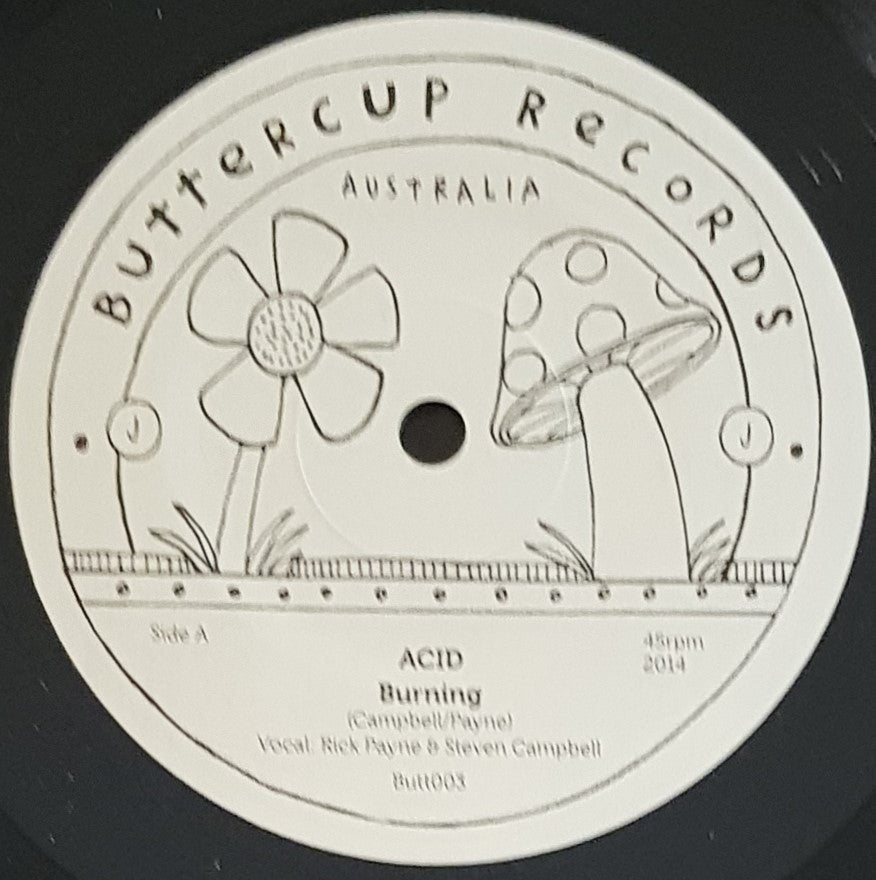 BUttERCUP ReCORDS
AUStRALIA
J
J
Side A
45rpm
2014
ACID
Burning
(Campbell/Payne)
Vocal: Rick Payne & Steven Campbell
Butt003